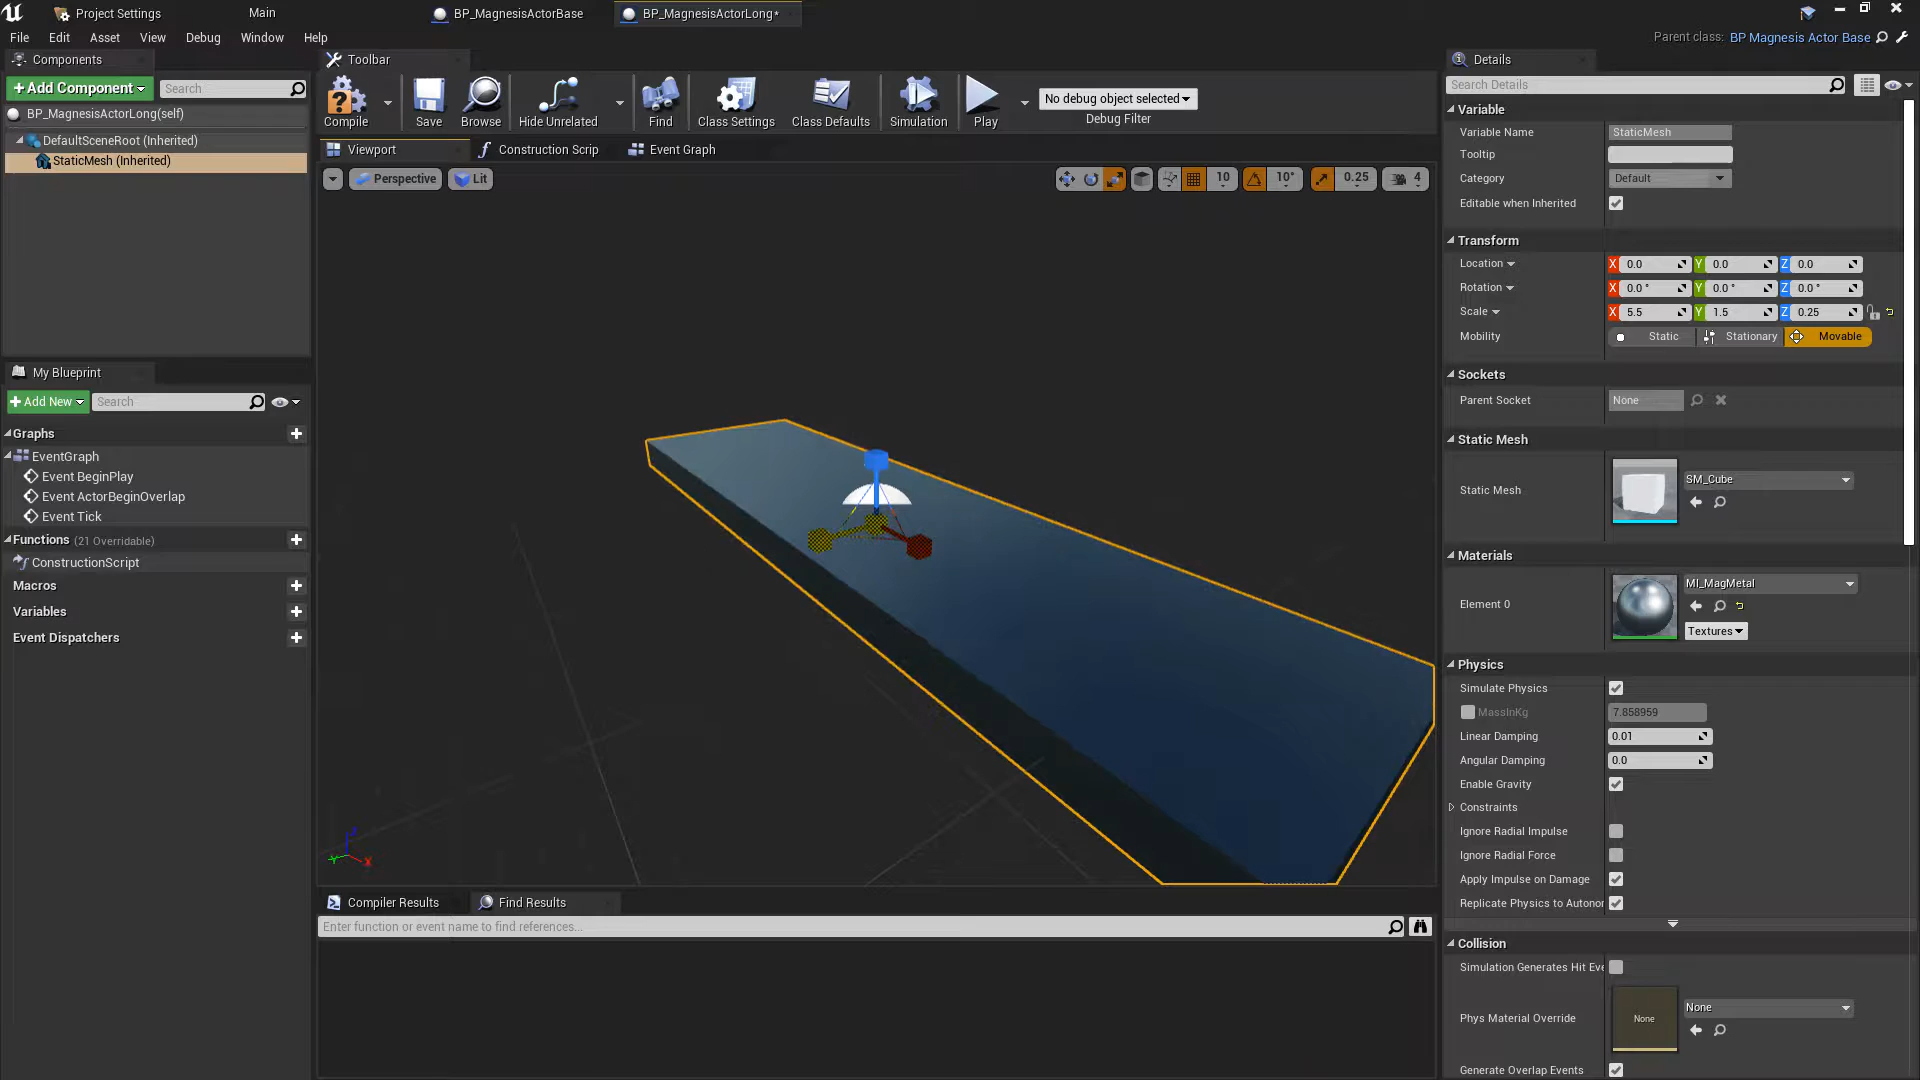 Project Settings
Main
BP_MagnesisActorBase
BP_MagnesisActorLong*
File Edit Asset View Debug Window Help
Parent class: BP Magnesis Actor Base
Components
+ Add Component
Search
BP_MagnesisActorLong(self)
DefaultSceneRoot (Inherited)
StaticMesh (Inherited)
My Blueprint
+ Add New
Search
Graphs
EventGraph
Event BeginPlay
Event ActorBeginOverlap
Event Tick
Functions (21 Overridable)
ConstructionScript
Macros
Variables
Event Dispatchers
Toolbar
Compile
Save
Browse
Hide Unrelated
Find
Class Settings
Class Defaults
Simulation
Play
No debug object selected
Debug Filter
Viewport
Construction Scrip
Event Graph
Perspective
Lit
10
10°
0.25
4
Compiler Results
Find Results
Enter function or event name to find references...
Details
Search Details
Variable
Variable Name StaticMesh
Tooltip
Category Default
Editable when Inherited
Transform
Location X 0.0 Y 0.0 Z 0.0
Rotation X 0.0 ° Y 0.0 ° Z 0.0 °
Scale X 5.5 Y 1.5 Z 0.25
Mobility Static Stationary Movable
Sockets
Parent Socket None
Static Mesh
Static Mesh SM_Cube
Materials
Element 0 MI_MagMetal
Textures
Physics
Simulate Physics
MassInKg 7.858959
Linear Damping 0.01
Angular Damping 0.0
Enable Gravity
Constraints
Ignore Radial Impulse
Ignore Radial Force
Apply Impulse on Damage
Replicate Physics to Autonor
Collision
Simulation Generates Hit Eve
Phys Material Override None None
Generate Overlap Events